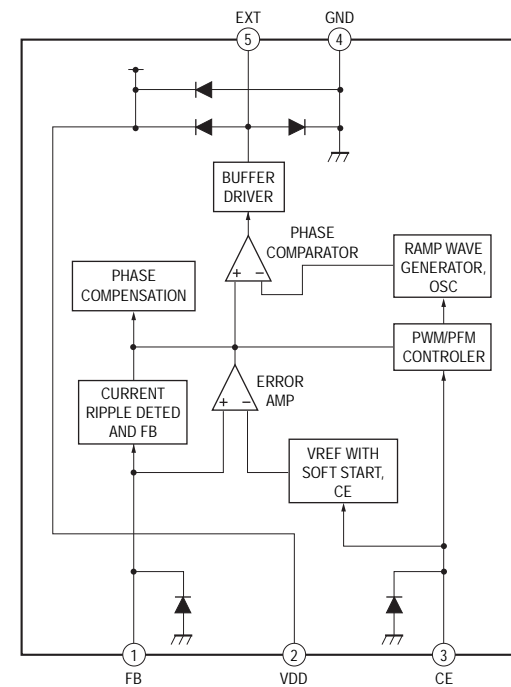 EXT
GND
5
4
BUFFER
DRIVER
PHASE
COMPARATOR
RAMP WAVE
GENERATOR,
OSC
PHASE
COMPENSATION
+ −
PWM/PFM
CONTROLER
CURRENT
RIPPLE DETED
AND FB
ERROR
AMP
+ −
VREF WITH
SOFT START,
CE
1
2
3
FB
VDD
CE